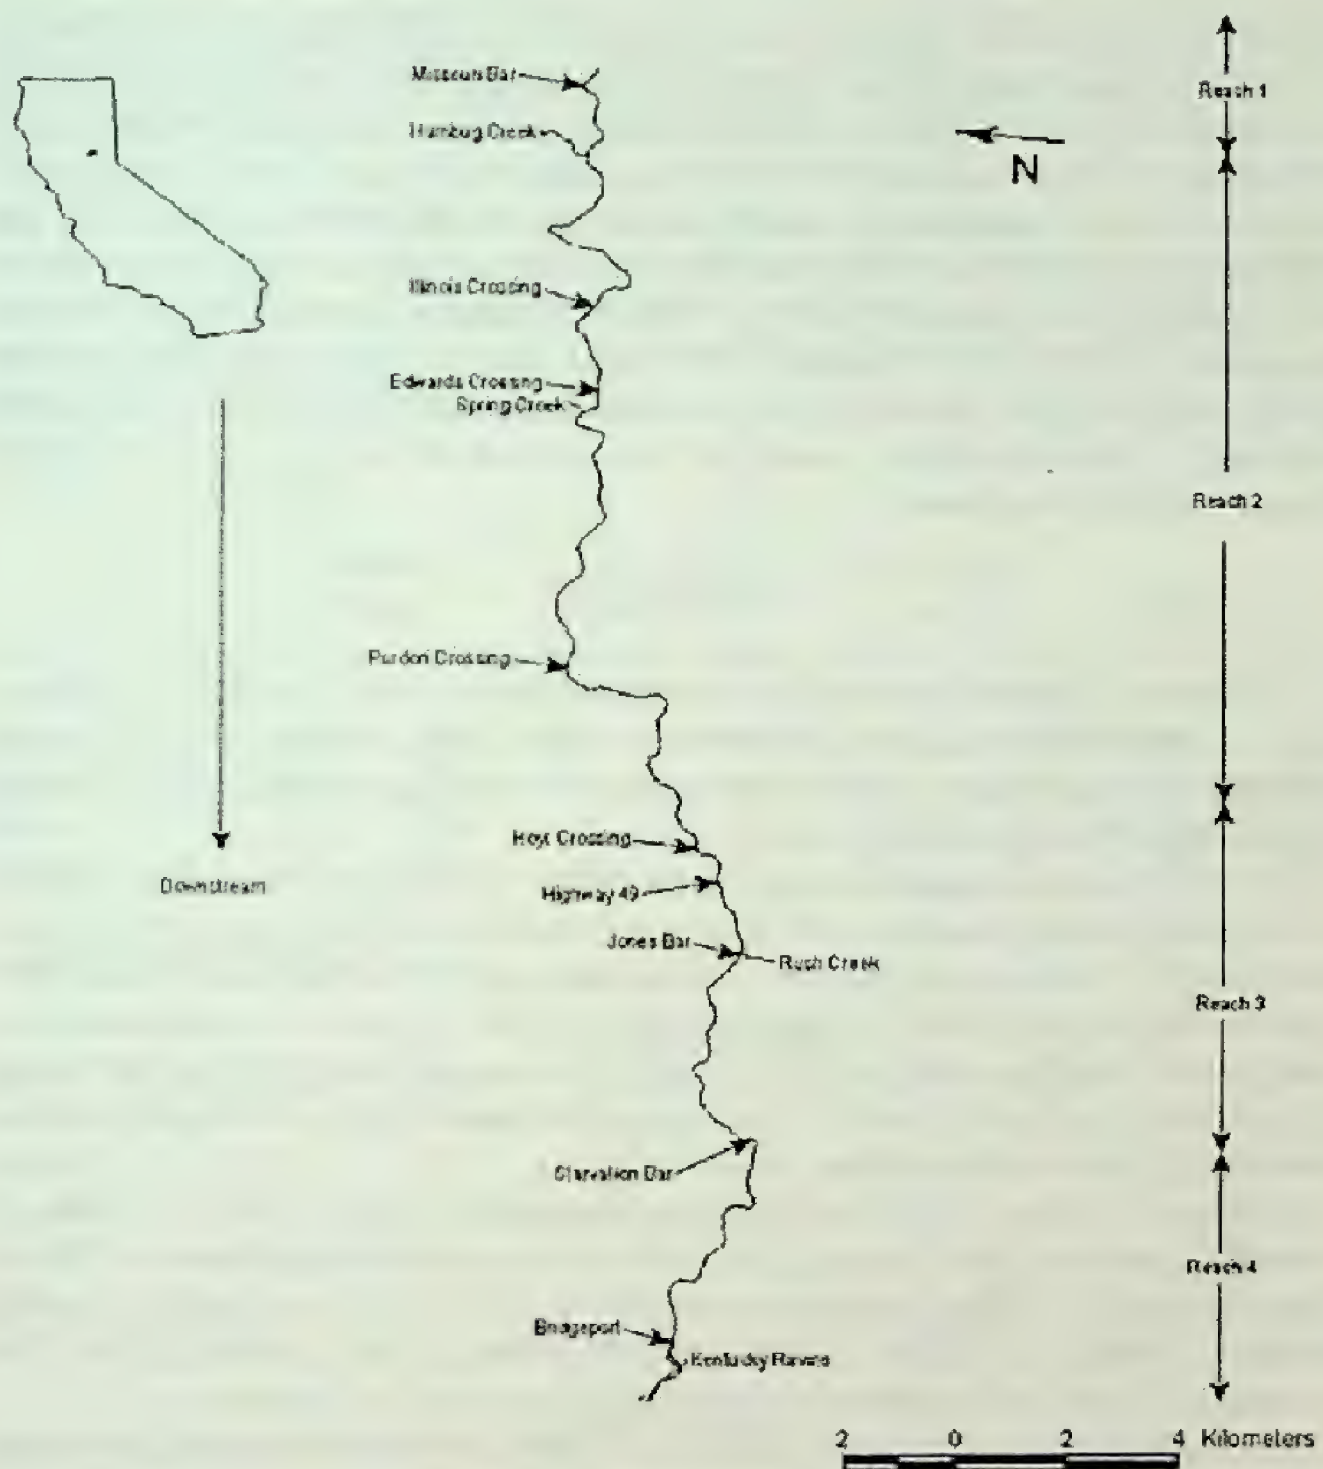 Missouri Bar
Humbug Creek
Illinois Crossing
Edwards Crossing
Spring Creek
Purdon Crossing
Hoyt Crossing
Highway 49
Jones Bar
Rush Creek
Starvation Bar
Bridgeport
Kentucky Ravine
Downstream
N
Reach 1
Reach 2
Reach 3
Reach 4
2 0 2 4 Kilometers